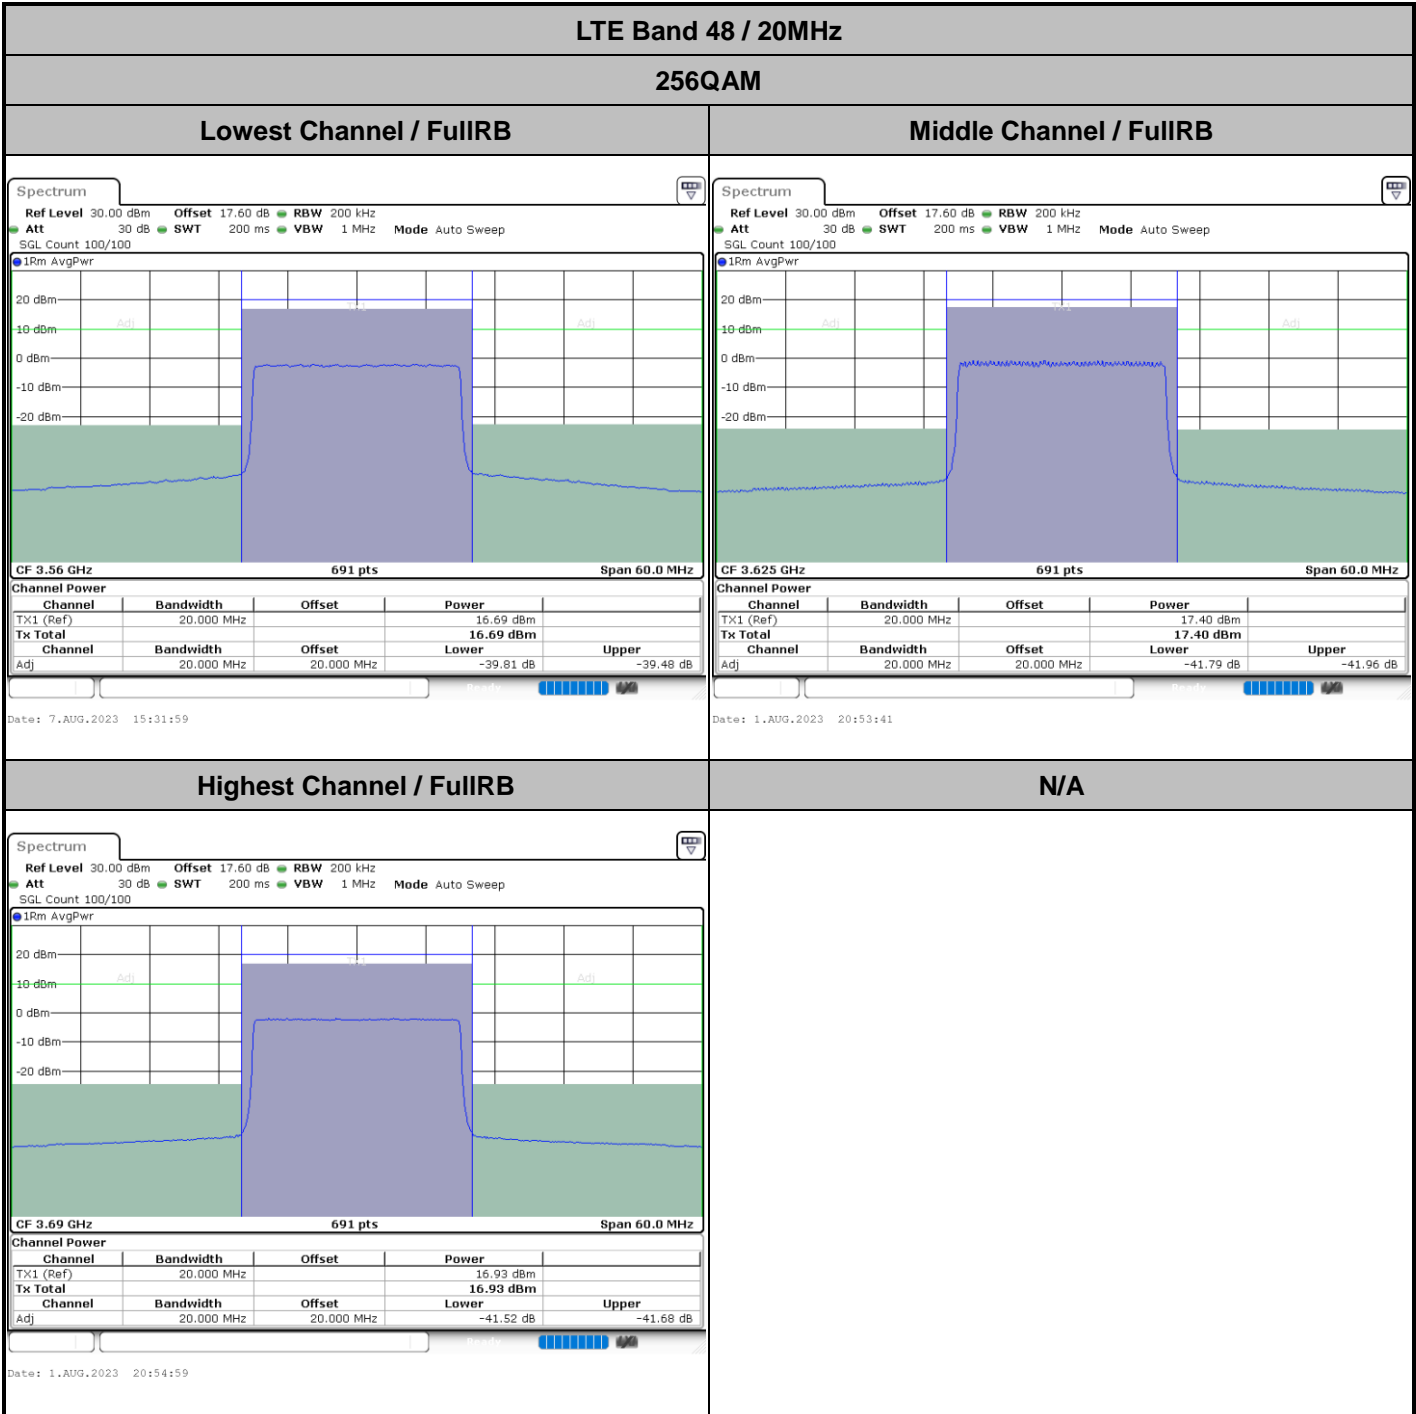 LTE Band 48 / 20MHz
256QAM
Lowest Channel / FullRB
Middle Channel / FullRB
Spectrum
Ref Level 30.00 dBm Offset 17.60 dB RBW 200 kHz
Att 30 dB SWT 200 ms VBW 1 MHz Mode Auto Sweep
SGL Count 100/100
1Rm AvgPwr
TX1
20 dBm
Adj Adj
10 dBm
0 dBm
-10 dBm
-20 dBm
CF 3.56 GHz 691 pts Span 60.0 MHz
Channel Power
Channel Bandwidth Offset Power
TX1 (Ref) 20.000 MHz 16.69 dBm
Tx Total 16.69 dBm
Channel Bandwidth Offset Lower Upper
Adj 20.000 MHz 20.000 MHz -39.81 dB -39.48 dB
Ready
Date: 7.AUG.2023 15:31:59
Spectrum
Ref Level 30.00 dBm Offset 17.60 dB RBW 200 kHz
Att 30 dB SWT 200 ms VBW 1 MHz Mode Auto Sweep
SGL Count 100/100
1Rm AvgPwr
20 dBm
TX1
Adj Adj
10 dBm
0 dBm
-10 dBm
-20 dBm
CF 3.625 GHz 691 pts Span 60.0 MHz
Channel Power
Channel Bandwidth Offset Power
TX1 (Ref) 20.000 MHz 17.40 dBm
Tx Total 17.40 dBm
Channel Bandwidth Offset Lower Upper
Adj 20.000 MHz 20.000 MHz -41.79 dB -41.96 dB
Ready
Date: 1.AUG.2023 20:53:41
Highest Channel / FullRB
N/A
Spectrum
Ref Level 30.00 dBm Offset 17.60 dB RBW 200 kHz
Att 30 dB SWT 200 ms VBW 1 MHz Mode Auto Sweep
SGL Count 100/100
1Rm AvgPwr
20 dBm
TX1
Adj Adj
10 dBm
0 dBm
-10 dBm
-20 dBm
CF 3.69 GHz 691 pts Span 60.0 MHz
Channel Power
Channel Bandwidth Offset Power
TX1 (Ref) 20.000 MHz 16.93 dBm
Tx Total 16.93 dBm
Channel Bandwidth Offset Lower Upper
Adj 20.000 MHz 20.000 MHz -41.52 dB -41.68 dB
Ready
Date: 1.AUG.2023 20:54:59